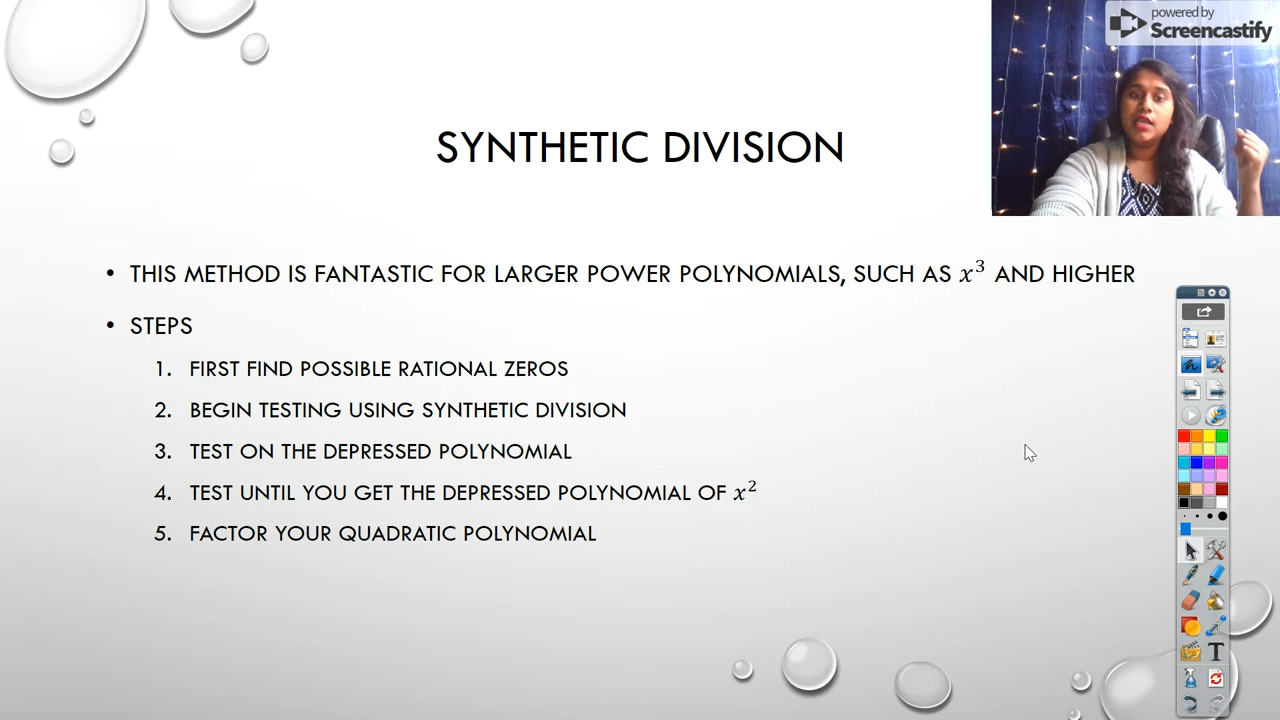 powered by
Screencastify
SYNTHETIC DIVISION
• THIS METHOD IS FANTASTIC FOR LARGER POWER POLYNOMIALS, SUCH AS x³ AND HIGHER
• STEPS
1. FIRST FIND POSSIBLE RATIONAL ZEROS
2. BEGIN TESTING USING SYNTHETIC DIVISION
3. TEST ON THE DEPRESSED POLYNOMIAL
4. TEST UNTIL YOU GET THE DEPRESSED POLYNOMIAL OF x²
5. FACTOR YOUR QUADRATIC POLYNOMIAL
T